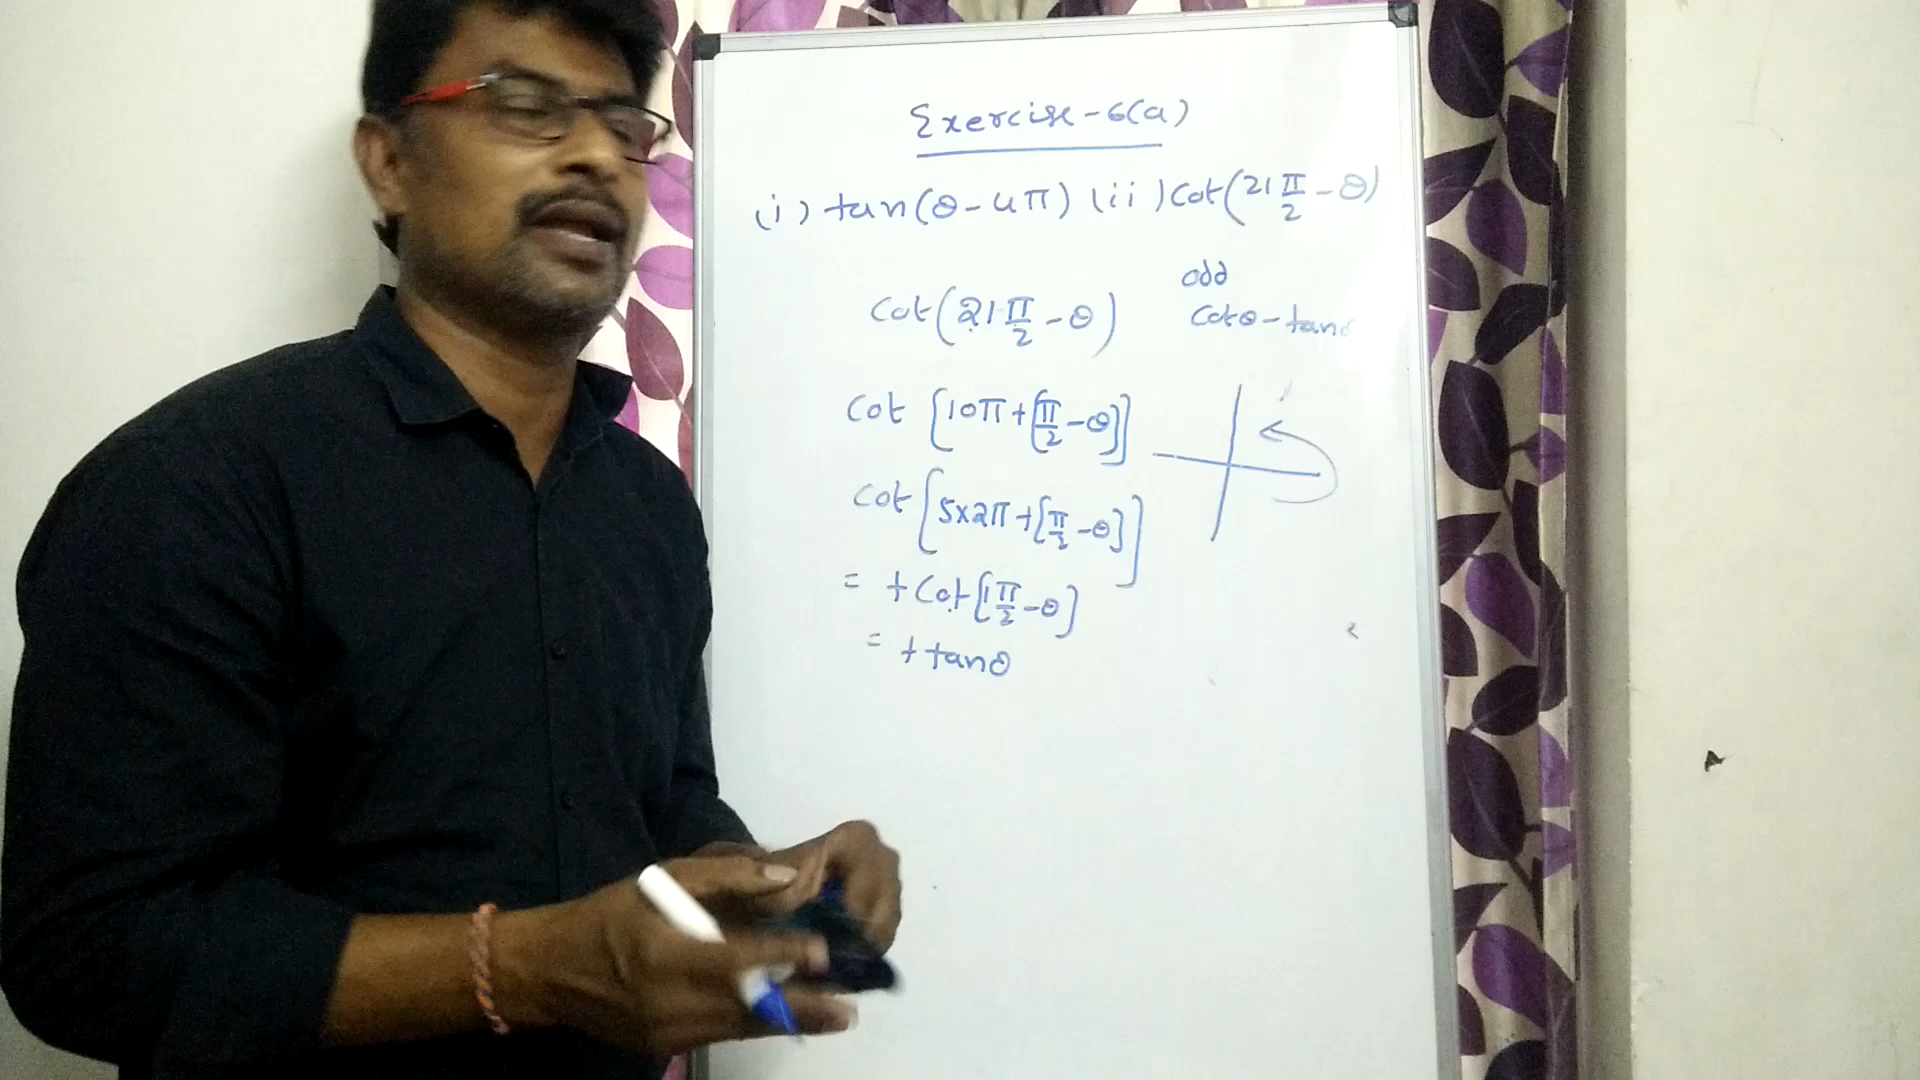 Exercise-6(a)
(i) tan(θ-4π) (ii) cot(21π/2-θ)
odd
cotθ-tanθ
cot(21π/2-θ)
cot [10π+[π/2-θ]]
cot [5x2π+[π/2-θ]]
= +cot[1π/2-θ]
= +tanθ